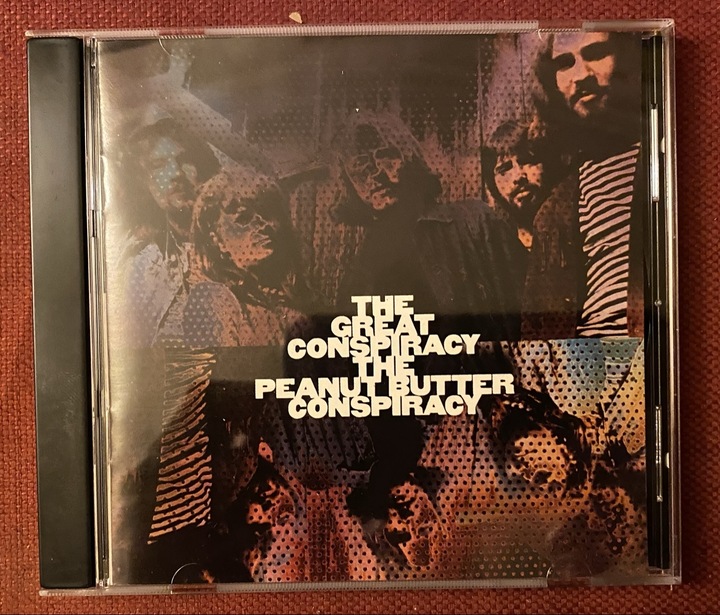 THE
GREAT
CONSPIRACY
THE
PEANUT BUTTER
CONSPIRACY